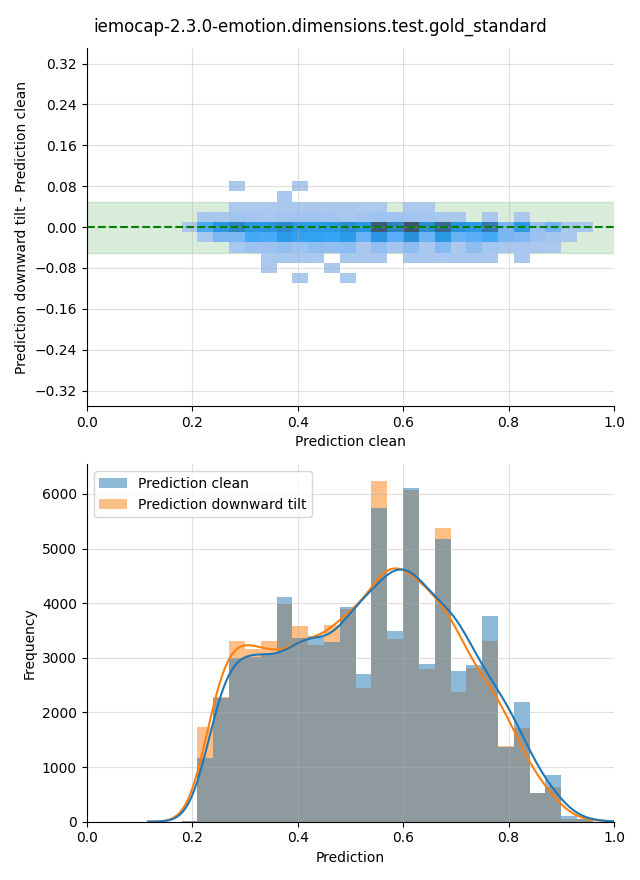 iemocap-2.3.0-emotion.dimensions.test.gold_standard
0.32
0.24
0.16
0.08
0.00
−0.08
−0.16
−0.24
−0.32
Prediction downward tilt - Prediction clean
0.0 0.2 0.4 0.6 0.8 1.0
Prediction clean
Prediction clean
Prediction downward tilt
6000
5000
4000
3000
2000
1000
0
Frequency
0.0 0.2 0.4 0.6 0.8 1.0
Prediction